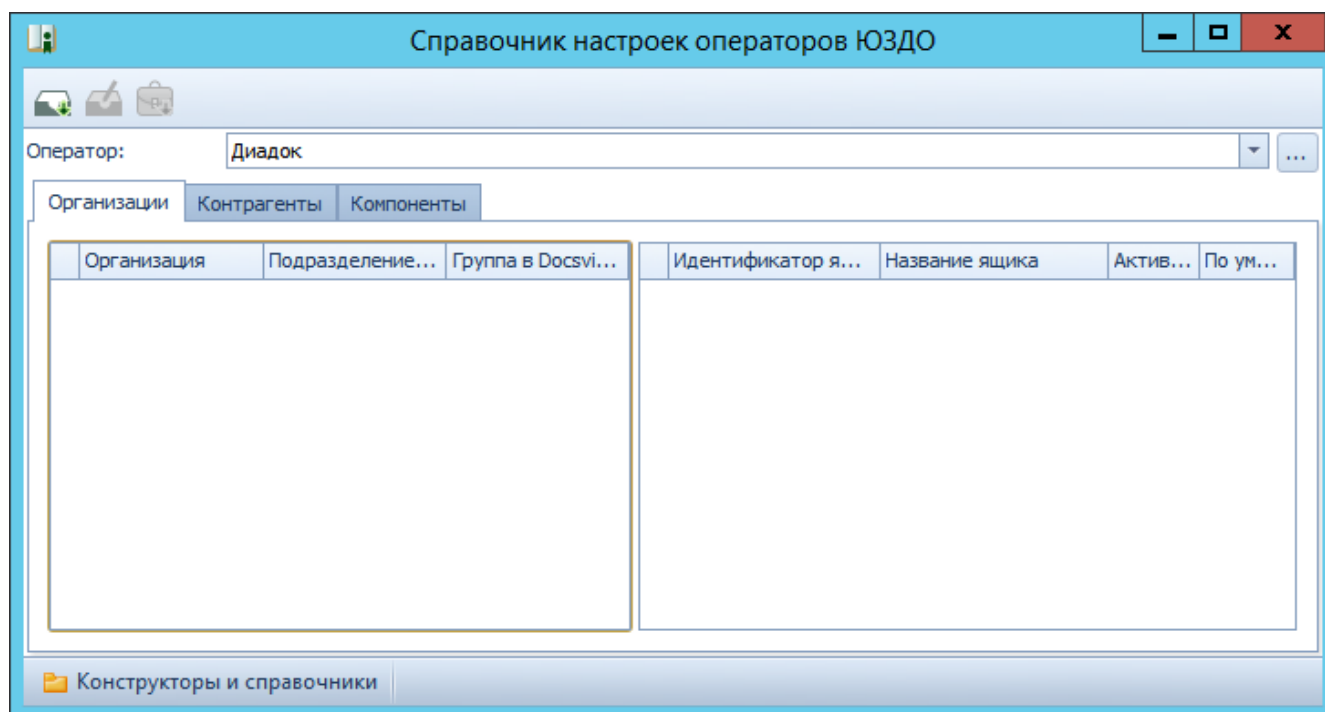 Справочник настроек операторов ЮЗДО
Оператор: Диадок ...
Организации Контрагенты Компоненты
Организация Подразделение... Группа в Docsvi... Идентификатор я... Название ящика Актив... По ум...
Конструкторы и справочники